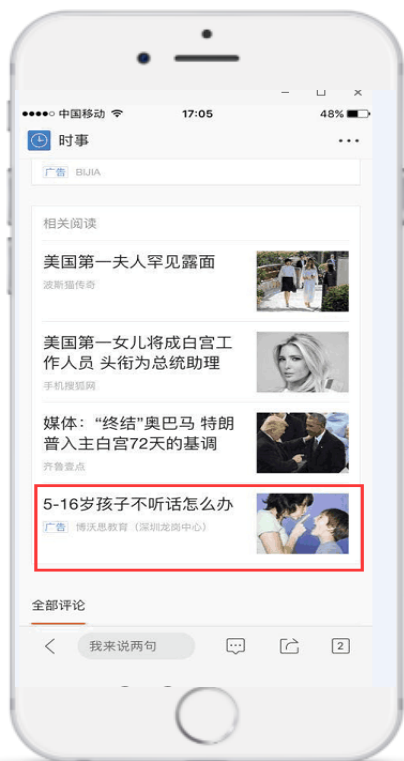 中国移动 17:05 48%
时事
广告 BIJIA
相关阅读
美国第一夫人罕见露面
波斯猫传奇
美国第一女儿将成白宫工
作人员 头衔为总统助理
手机搜狐网
媒体：“终结”奥巴马 特朗
普入主白宫72天的基调
齐鲁壹点
5-16岁孩子不听话怎么办
广告 博沃思教育（深圳龙岗中心）
全部评论
我来说两句 2